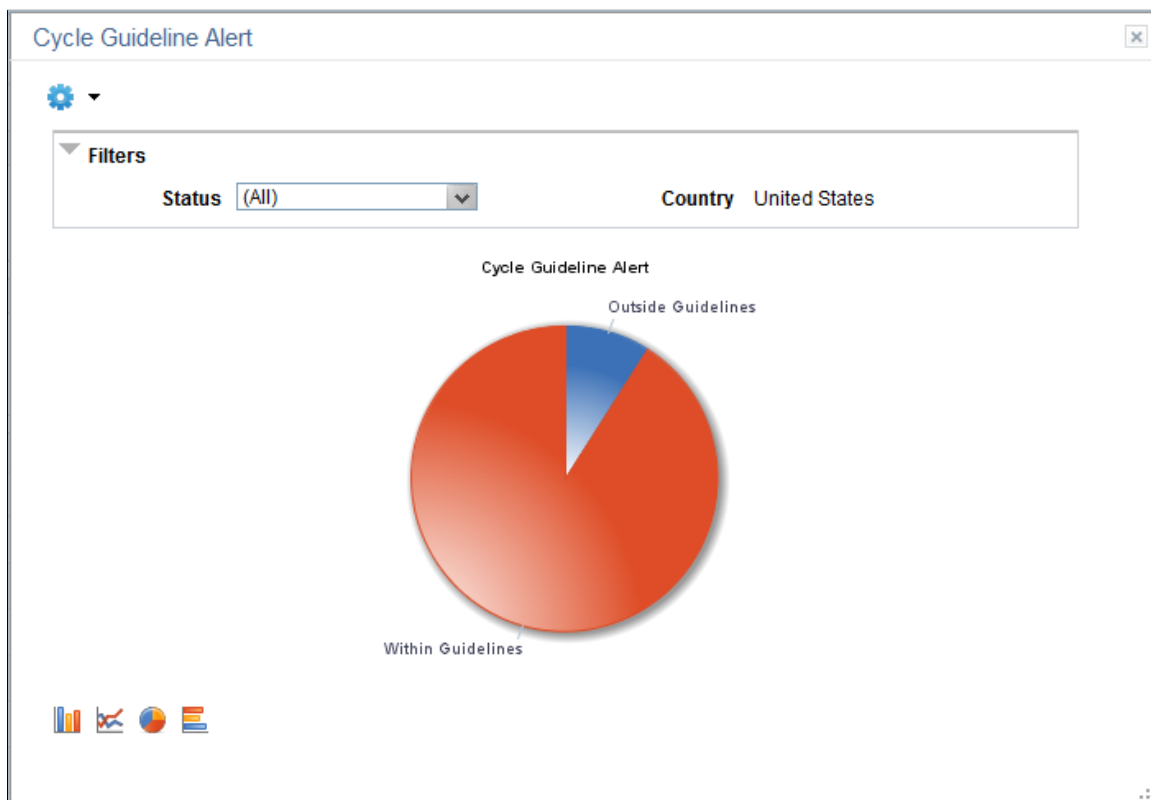 Cycle Guideline Alert
Filters
Status (All) Country United States
Cycle Guideline Alert
Outside Guidelines
Within Guidelines